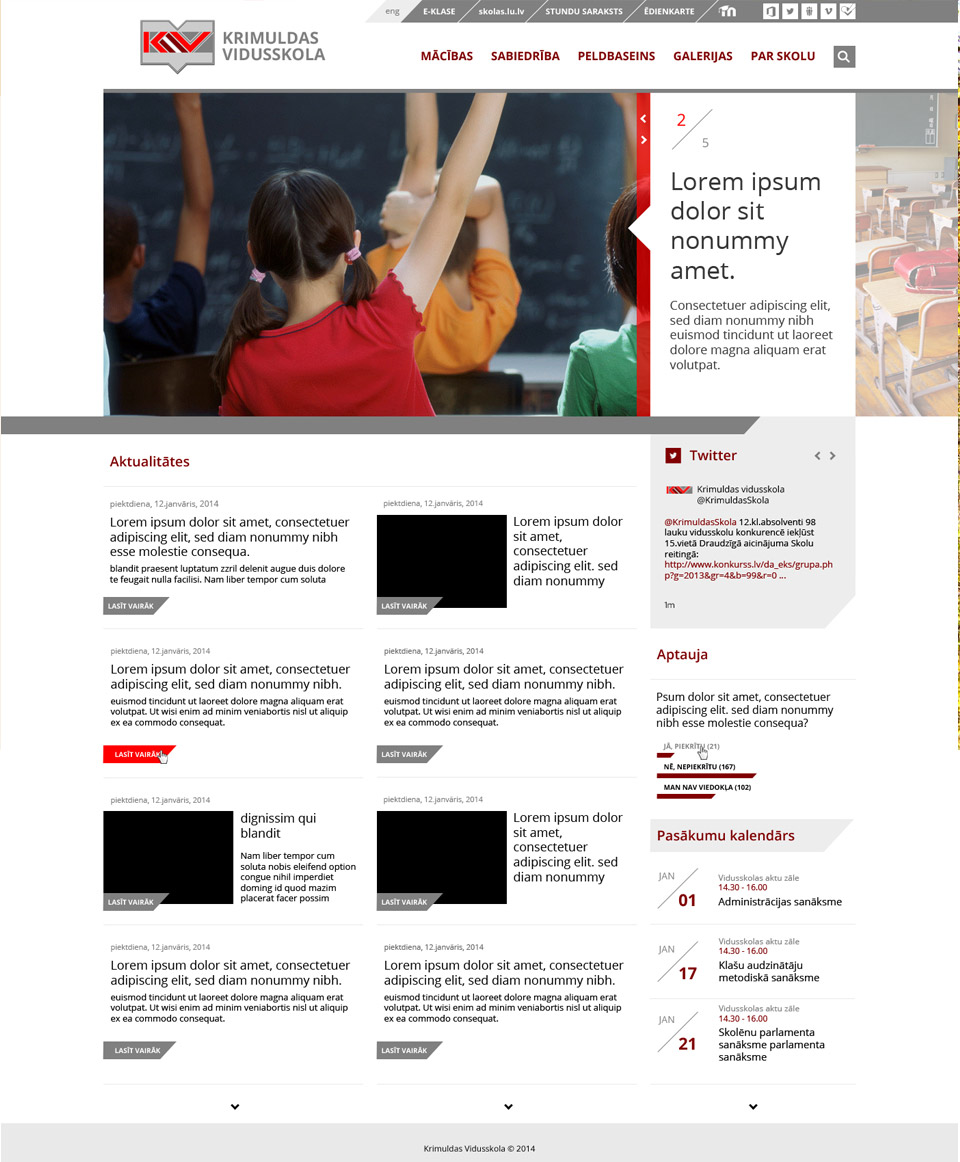 eng
E-KLASE
skolas.lu.lv
STUNDU SARAKSTS
ĒDIENKARTE
KRIMULDAS
VIDUSSKOLA
MĀCĪBAS
SABIEDRĪBA
PELDBASEINS
GALERIJAS
PAR SKOLU
2
5
Lorem ipsum
dolor sit
nonummy
amet.
Consectetuer adipiscing elit,
sed diam nonummy nibh
euismod tincidunt ut laoreet
dolore magna aliquam erat
volutpat.
Aktualitātes
piektdiena, 12.janvāris, 2014
Lorem ipsum dolor sit amet, consectetuer
adipiscing elit, sed diam nonummy nibh
esse molestie consequa.
blandit praesent luptatum zzril delenit augue duis dolore
te feugait nulla facilisi. Nam liber tempor cum soluta
LASĪT VAIRĀK
piektdiena, 12.janvāris, 2014
Lorem ipsum dolor
sit amet,
consectetuer
adipiscing elit. sed
diam nonummy
LASĪT VAIRĀK
piektdiena, 12.janvāris, 2014
Lorem ipsum dolor sit amet, consectetuer
adipiscing elit, sed diam nonummy nibh.
euismod tincidunt ut laoreet dolore magna aliquam erat
volutpat. Ut wisi enim ad minim veniabortis nisl ut aliquip
ex ea commodo consequat.
LASĪT VAIRĀK
piektdiena, 12.janvāris, 2014
Lorem ipsum dolor sit amet, consectetuer
adipiscing elit, sed diam nonummy nibh.
euismod tincidunt ut laoreet dolore magna aliquam erat
volutpat. Ut wisi enim ad minim veniabortis nisl ut aliquip
ex ea commodo consequat.
LASĪT VAIRĀK
piektdiena, 12.janvāris, 2014
dignissim qui
blandit
Nam liber tempor cum
soluta nobis eleifend option
congue nihil imperdiet
doming id quod mazim
placerat facer possim
LASĪT VAIRĀK
piektdiena, 12.janvāris, 2014
Lorem ipsum dolor
sit amet,
consectetuer
adipiscing elit. sed
diam nonummy
LASĪT VAIRĀK
piektdiena, 12.janvāris, 2014
Lorem ipsum dolor sit amet, consectetuer
adipiscing elit, sed diam nonummy nibh.
euismod tincidunt ut laoreet dolore magna aliquam erat
volutpat. Ut wisi enim ad minim veniabortis nisl ut aliquip
ex ea commodo consequat.
LASĪT VAIRĀK
piektdiena, 12.janvāris, 2014
Lorem ipsum dolor sit amet, consectetuer
adipiscing elit, sed diam nonummy nibh.
euismod tincidunt ut laoreet dolore magna aliquam erat
volutpat. Ut wisi enim ad minim veniabortis nisl ut aliquip
ex ea commodo consequat.
LASĪT VAIRĀK
Twitter
Krimuldas vidusskola
@KrimuldasSkola
@KrimuldasSkola 12.kl.absolventi 98
lauku vidusskolu konkurencē iekļūst
15.vietā Draudzīgā aicinājuma Skolu
reitingā:
http://www.konkurss.lv/da_eks/grupa.ph
p?g=2013&gr=4&b=99&r=0 ...
1m
Aptauja
Psum dolor sit amet, consectetuer
adipiscing elit, sed diam nonummy
nibh esse molestie consequa?
JĀ, PIEKRĪTU (21)
NĒ, NEPIEKRĪTU (167)
MAN NAV VIEDOKĻA (102)
Pasākumu kalendārs
JAN
01
Vidusskolas aktu zāle
14.30 - 16.00
Administrācijas sanāksme
JAN
17
Vidusskolas aktu zāle
14.30 - 16.00
Klašu audzinātāju
metodiskā sanāksme
JAN
21
Vidusskolas aktu zāle
14.30 - 16.00
Skolēnu parlamenta
sanāksme parlamenta
sanāksme
Krimuldas Vidusskola © 2014